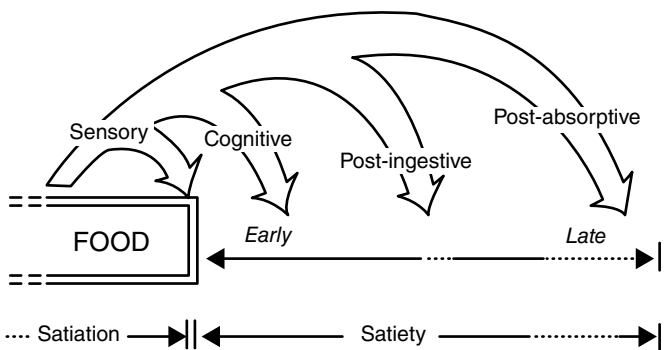 Sensory
Cognitive
Post-ingestive
Post-absorptive
FOOD
Early
Late
Satiation
Satiety